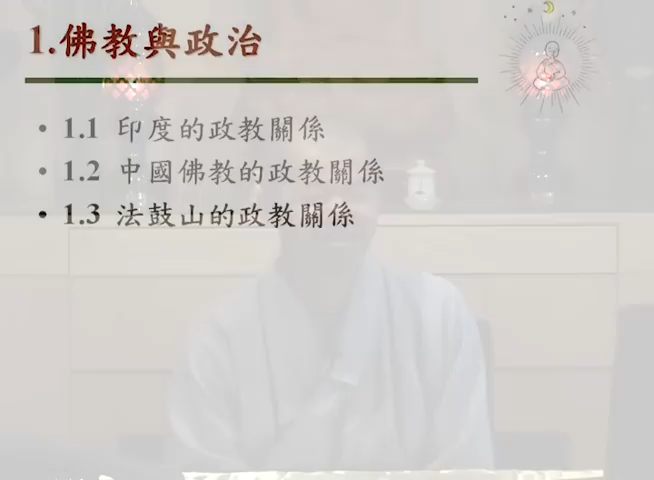 1.佛教與政治
• 1.1 印度的政教關係
• 1.2 中國佛教的政教關係
• 1.3 法鼓山的政教關係